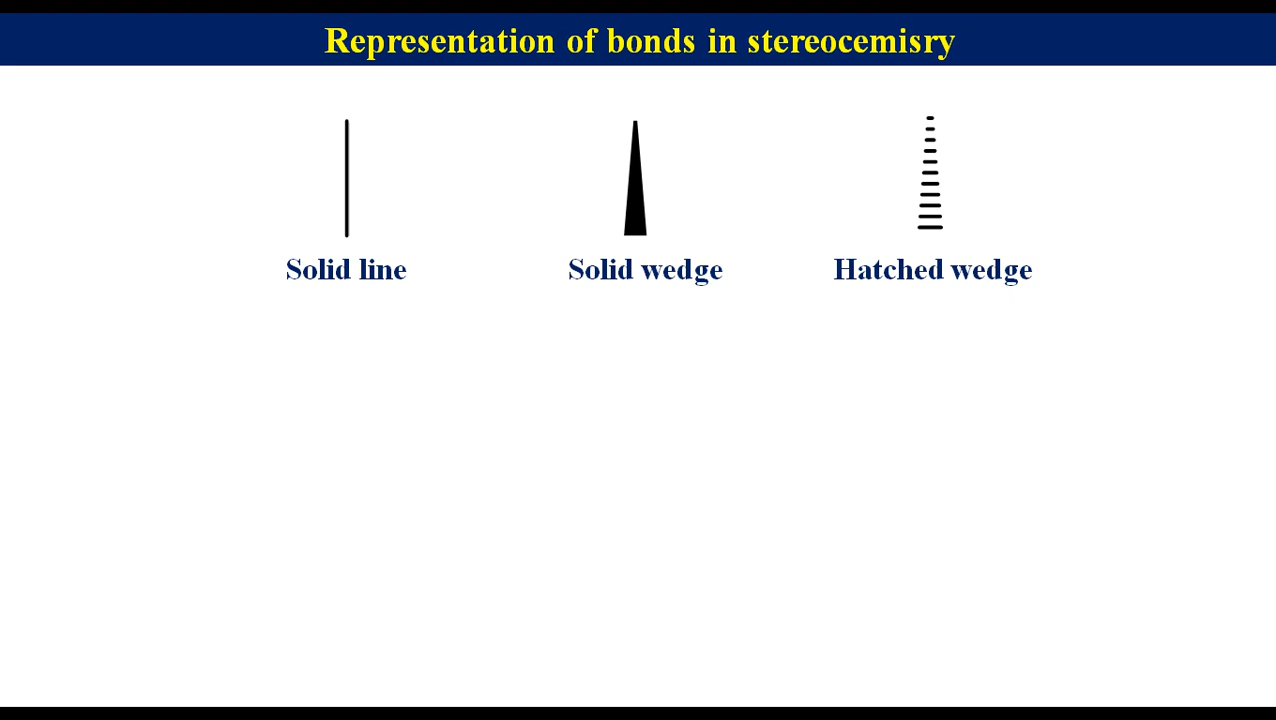 Representation of bonds in stereocemisry
Solid line
Solid wedge
Hatched wedge